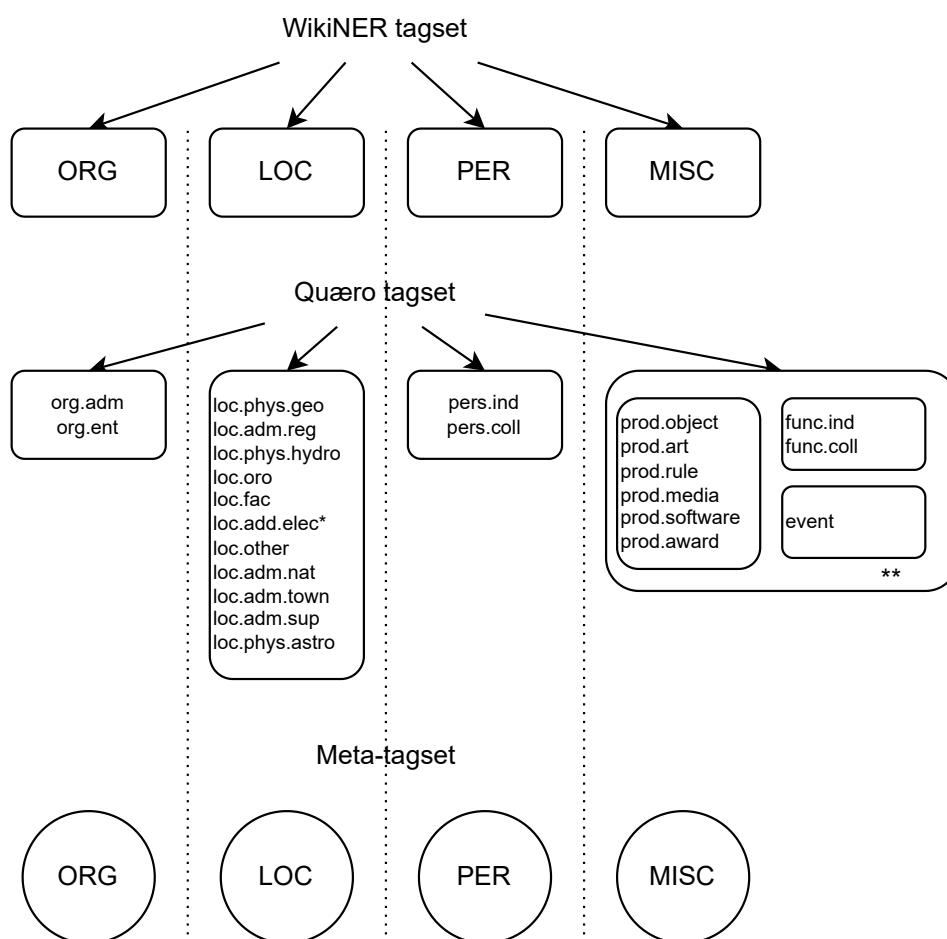 WikiNER tagset
ORG
LOC
PER
MISC
Quæro tagset
org.adm
org.ent
loc.phys.geo
loc.adm.reg
loc.phys.hydro
loc.oro
loc.fac
loc.add.elec*
loc.other
loc.adm.nat
loc.adm.town
loc.adm.sup
loc.phys.astro
pers.ind
pers.coll
prod.object
prod.art
prod.rule
prod.media
prod.software
prod.award
func.ind
func.coll
event
**
Meta-tagset
ORG
LOC
PER
MISC